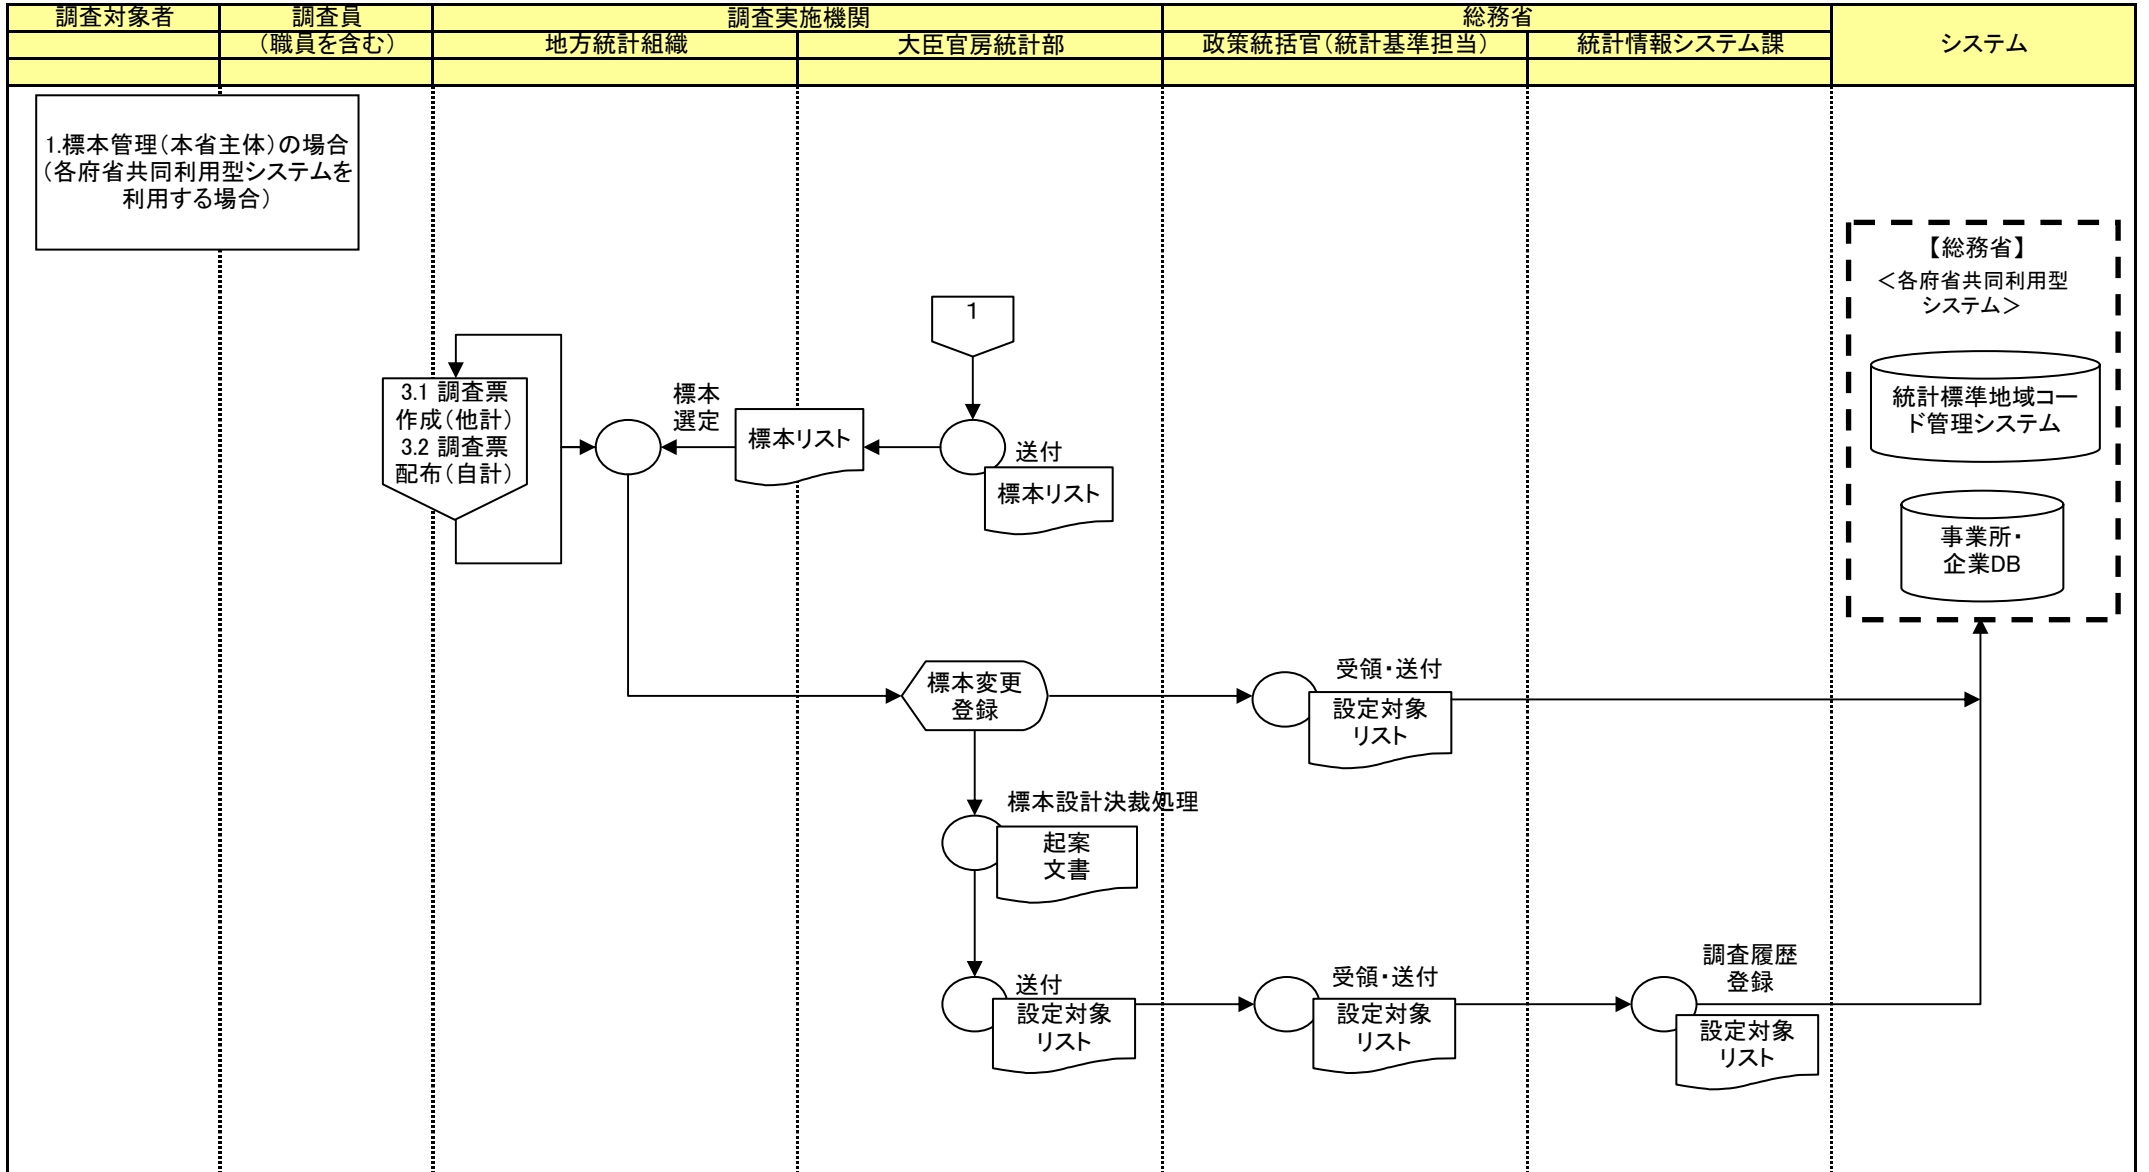 調査対象者
調査員
(職員を含む)
調査実施機関
地方統計組織
大臣官房統計部
総務省
政策統括官(統計基準担当)
統計情報システム課
システム
1.標本管理(本省主体)の場合
(各府省共同利用型システムを
利用する場合)
【総務省】
<各府省共同利用型
システム>
統計標準地域コー
ド管理システム
事業所・
企業DB
1
3.1 調査票
作成(他計)
3.2 調査票
配布(自計)
標本
選定
標本リスト
送付
標本リスト
標本変更
登録
受領・送付
設定対象
リスト
標本設計決裁処理
起案
文書
送付
設定対象
リスト
受領・送付
設定対象
リスト
調査履歴
登録
設定対象
リスト